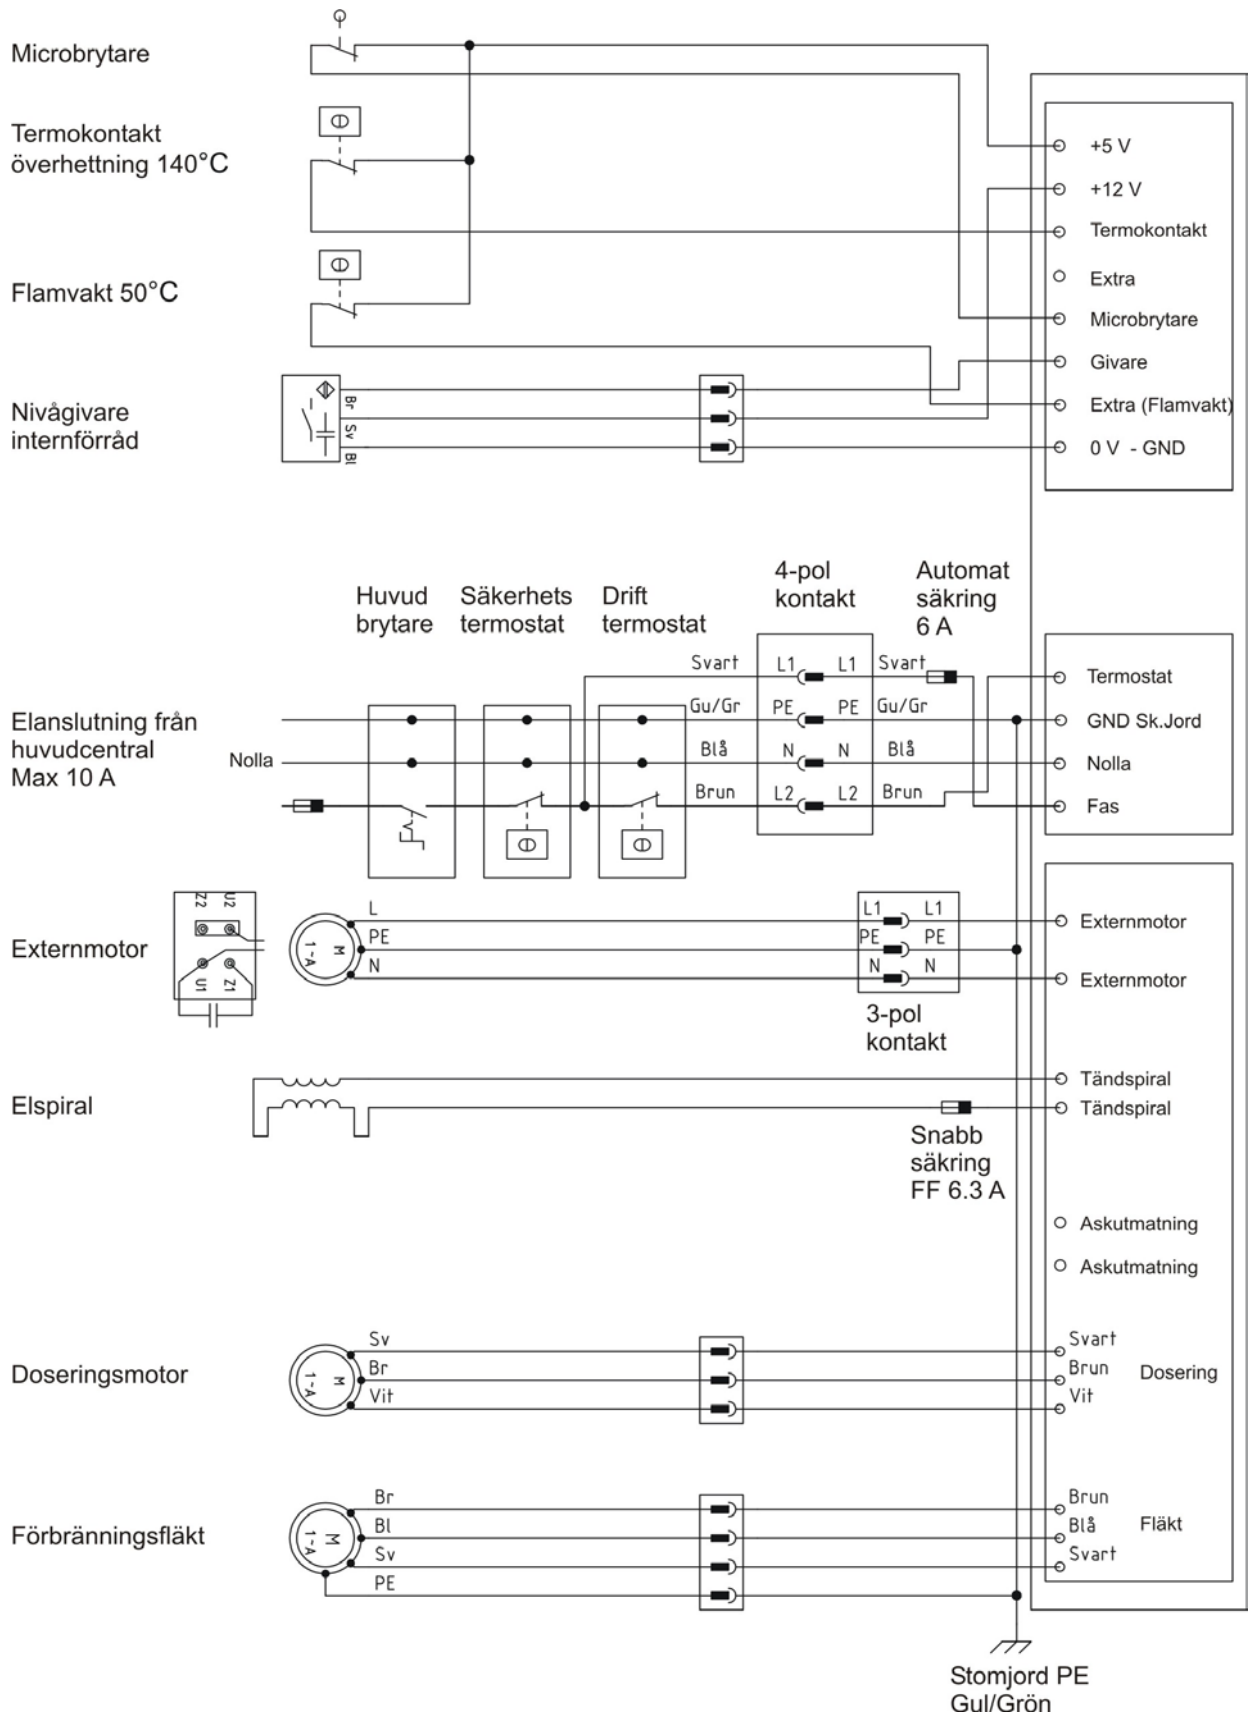 Microbrytare
Termokontakt
överhettning 140°C
+5 V
+12 V
Termokontakt
Flamvakt 50°C
Extra
Microbrytare
Givare
Nivågivare
internförråd
Br
Sv
Bl
Extra (Flamvakt)
0 V - GND
Huvud
brytare
Säkerhets
termostat
Drift
termostat
4-pol
kontakt
Automat
säkring
6 A
Svart L1 L1 Svart
Termostat
Elanslutning från
huvudcentral
Max 10 A
Gu/Gr PE PE Gu/Gr
GND Sk.Jord
Nolla
Blå N N Blå
Nolla
Brun L2 L2 Brun
Fas
Externmotor
Z2 U2
U1 Z1
M
1~A
L
PE
N
L1 L1
PE PE
N N
Externmotor
Externmotor
3-pol
kontakt
Elspiral
Tändspiral
Tändspiral
Snabb
säkring
FF 6.3 A
Askutmatning
Askutmatning
Doseringsmotor
M
1~A
Sv
Br
Vit
Svart
Brun
Vit
Dosering
Förbränningsfläkt
M
1~A
Br
Bl
Sv
PE
Brun
Blå
Svart
Fläkt
Stomjord PE
Gul/Grön